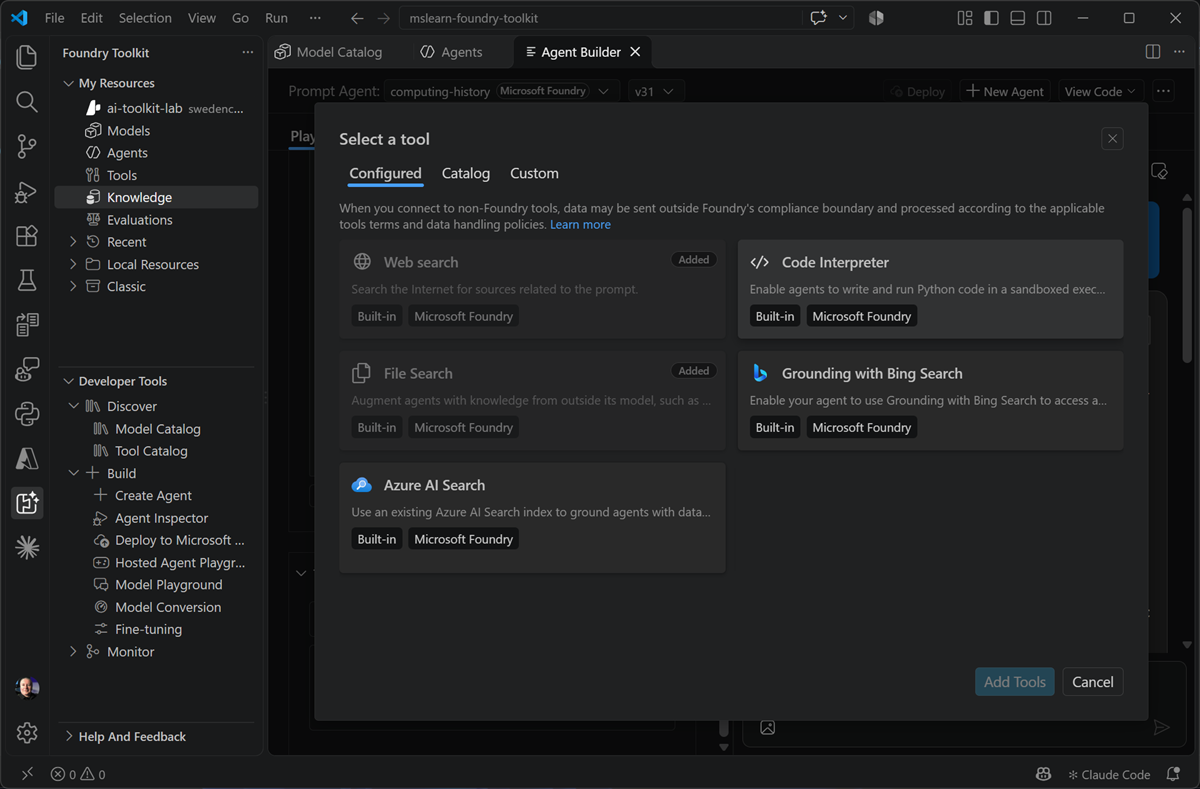 File Edit Selection View Go Run ··· mslearn-foundry-toolkit
Foundry Toolkit ···
My Resources
ai-toolkit-lab swedenc...
Models
Agents
Tools
Knowledge
Evaluations
Recent
Local Resources
Classic
Developer Tools
Discover
Model Catalog
Tool Catalog
Build
Create Agent
Agent Inspector
Deploy to Microsoft ...
Hosted Agent Playgr...
Model Playground
Model Conversion
Fine-tuning
Monitor
Help And Feedback
Model Catalog Agents Agent Builder
Prompt Agent: computing-history Microsoft Foundry v31 Deploy New Agent View Code ···
Play
Select a tool
Configured Catalog Custom
When you connect to non-Foundry tools, data may be sent outside Foundry's compliance boundary and processed according to the applicable
tools terms and data handling policies. Learn more
Web search Added
Search the Internet for sources related to the prompt.
Built-in Microsoft Foundry
Code Interpreter
Enable agents to write and run Python code in a sandboxed exec...
Built-in Microsoft Foundry
File Search Added
Augment agents with knowledge from outside its model, such as ...
Built-in Microsoft Foundry
Grounding with Bing Search
Enable your agent to use Grounding with Bing Search to access a...
Built-in Microsoft Foundry
Azure AI Search
Use an existing Azure AI Search index to ground agents with data...
Built-in Microsoft Foundry
Add Tools Cancel
0 0 Claude Code